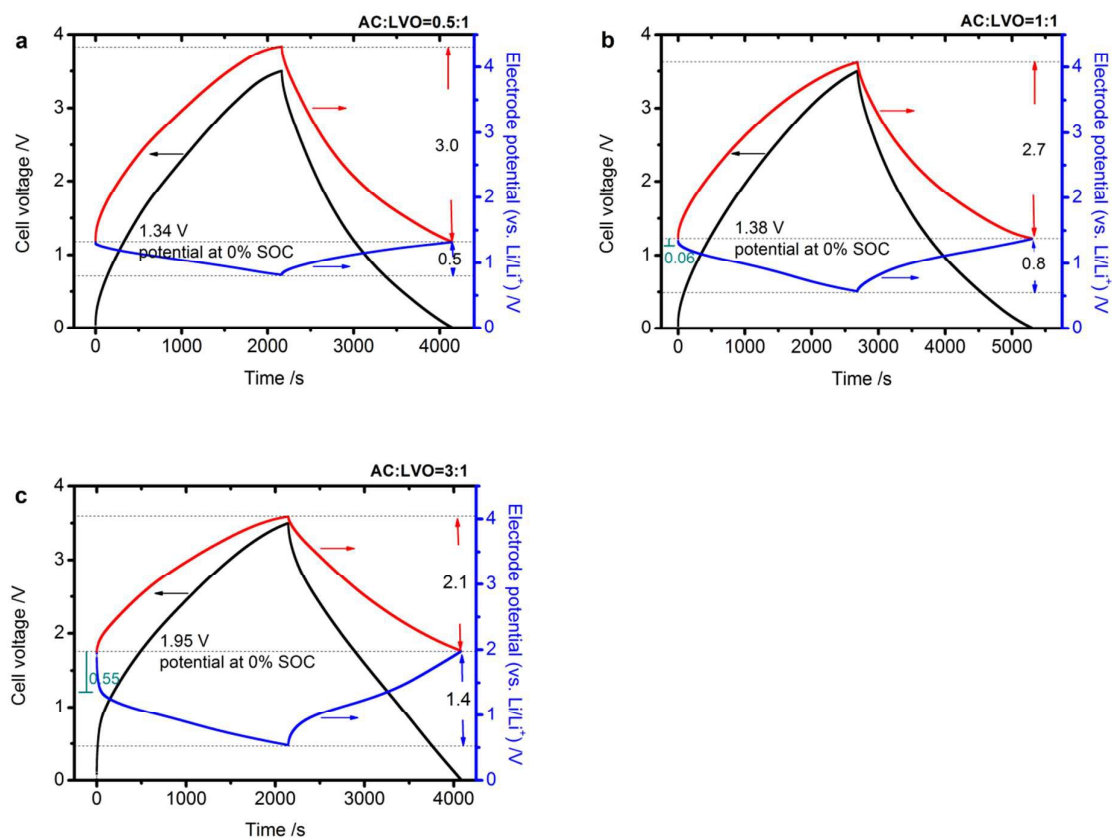 a
AC:LVO=0.5:1
4
3
2
1
0
Cell voltage /V
0
1000
2000
3000
4000
Time /s
5
4
3
2
1
0
Electrode potential (vs. Li/Li⁺) /V
3.0
0.5
1.34 V
potential at 0% SOC
b
AC:LVO=1:1
4
3
2
1
0
Cell voltage /V
0
1000
2000
3000
4000
5000
Time /s
5
4
3
2
1
0
Electrode potential (vs. Li/Li⁺) /V
2.7
0.8
0.06
1.38 V
potential at 0% SOC
c
AC:LVO=3:1
4
3
2
1
0
Cell voltage /V
0
1000
2000
3000
4000
Time /s
4
3
2
1
0
Electrode potential (vs. Li/Li⁺) /V
2.1
1.4
0.55
1.95 V
potential at 0% SOC